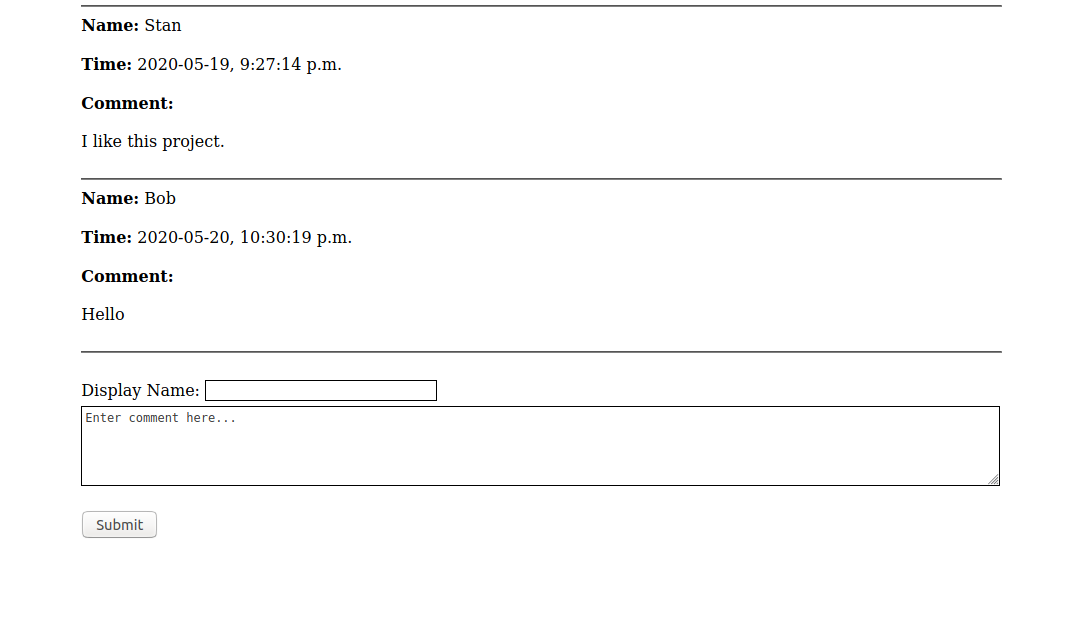 Name: Stan
Time: 2020-05-19, 9:27:14 p.m.
Comment:
I like this project.
Name: Bob
Time: 2020-05-20, 10:30:19 p.m.
Comment:
Hello
Display Name:
Enter comment here...
Submit